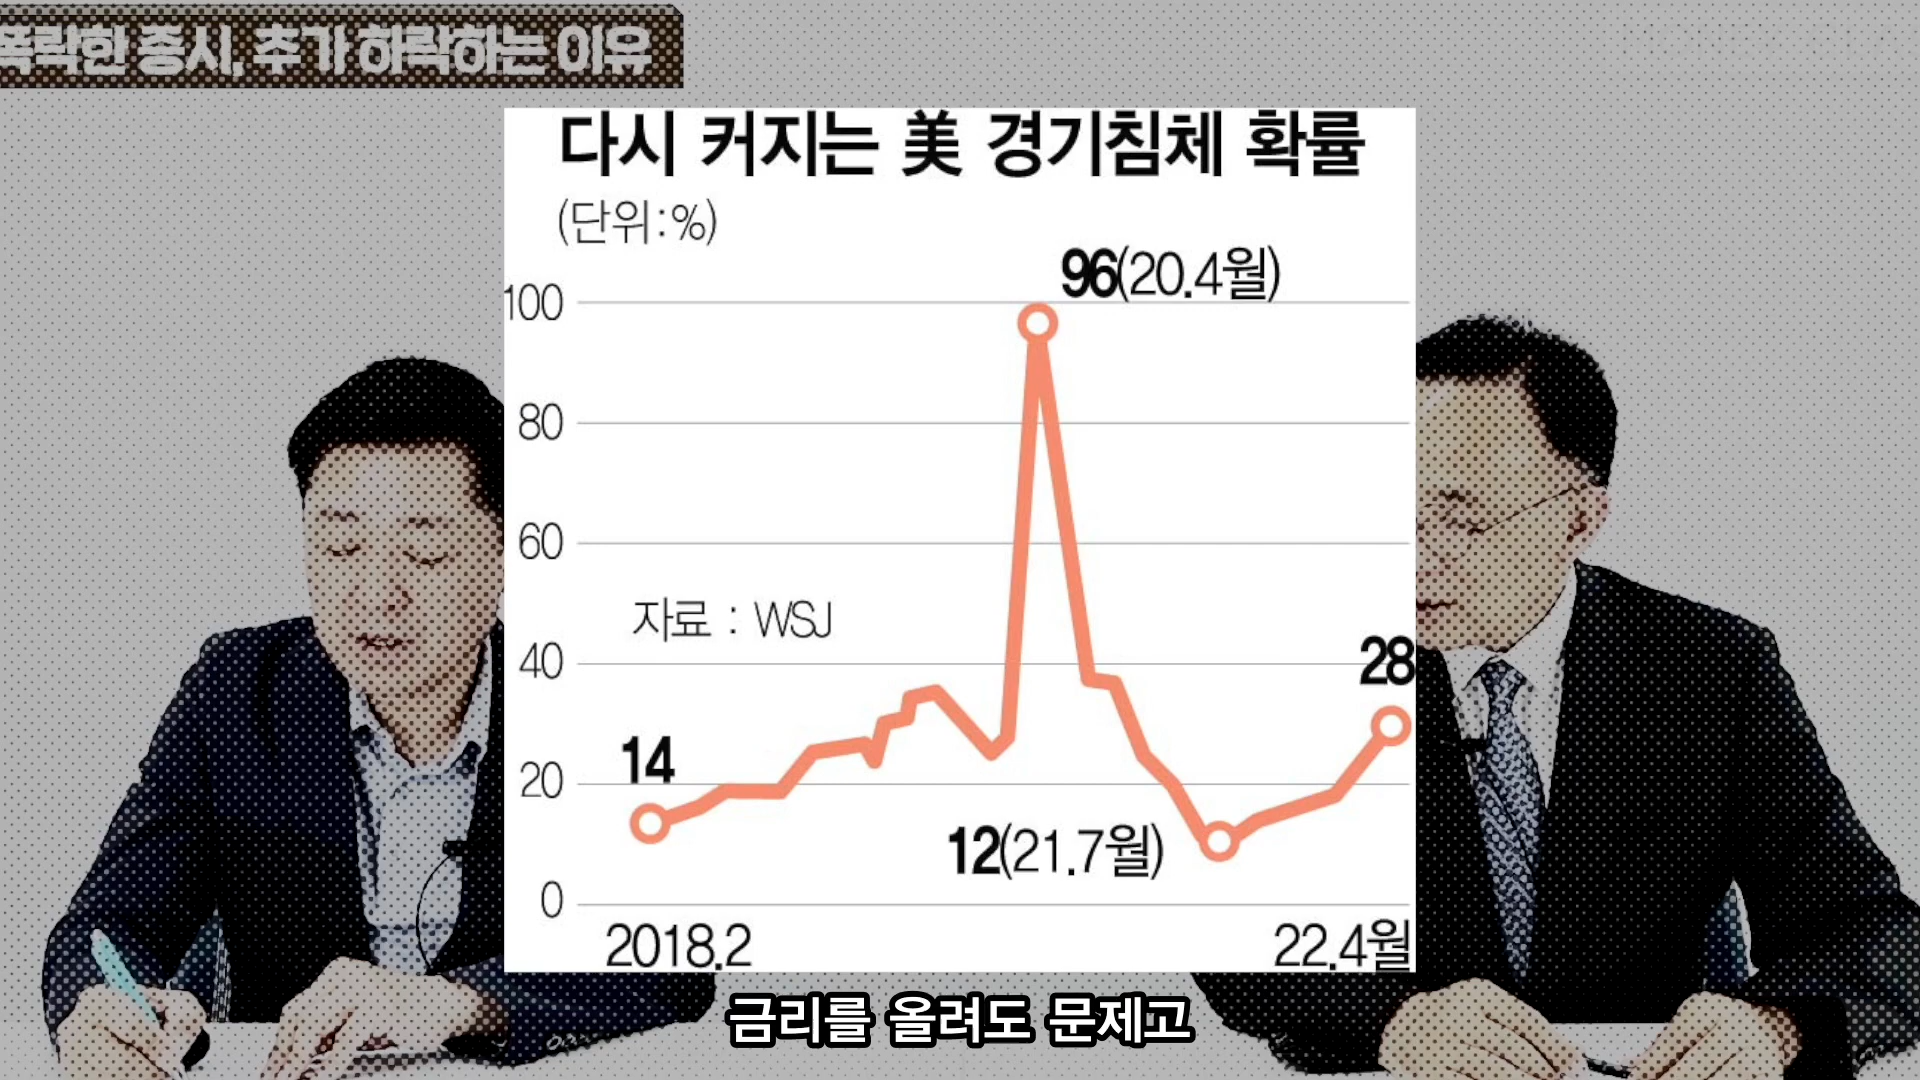 폭락한 증시, 추가 하락하는 이유
다시 커지는 美 경기침체 확률
(단위:%)
96(20.4월)
100
80
60
자료 : WSJ
40
28
14
20
12(21.7월)
0
2018.2
22.4월
금리를 올려도 문제고